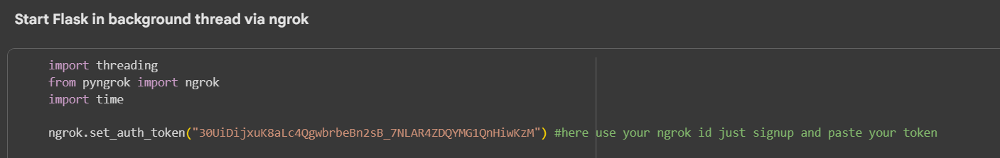 Start Flask in background thread via ngrok
import threading
from pyngrok import ngrok
import time
ngrok.set_auth_token("30UiDijxuK8aLc4QgwbrbeBn2sB_7NLAR4ZDQYMG1QnHiwKzM") #here use your ngrok id just signup and paste your token